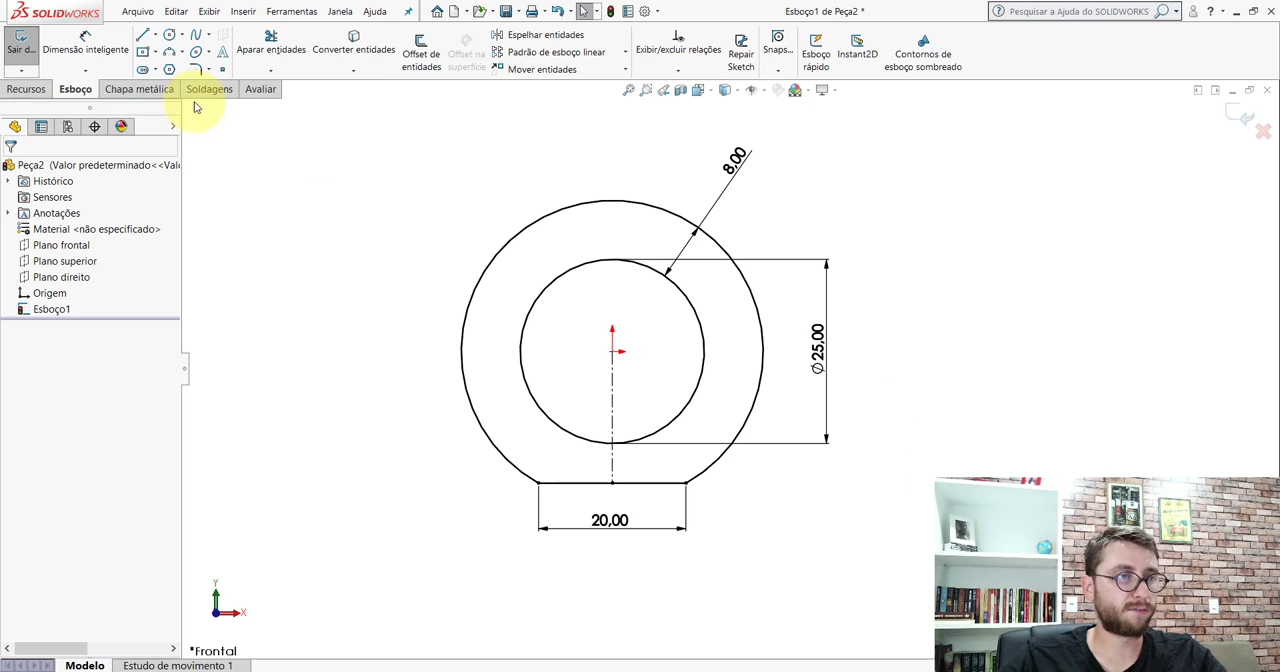 SOLIDWORKS
Arquivo Editar Exibir Inserir Ferramentas Janela Ajuda
Esboço1 de Peça2 *
Pesquisar a Ajuda do SOLIDWORKS
Sair d...
Dimensão inteligente
Aparar entidades
Converter entidades
Offset de entidades
Offset na superfície
Espelhar entidades
Padrão de esboço linear
Mover entidades
Exibir/excluir relações
Repair Sketch
Snaps...
Esboço rápido
Instant2D
Contornos de esboço sombreado
Recursos Esboço Chapa metálica Soldagens Avaliar
Peça2 (Valor predeterminado<<Valo
Histórico
Sensores
Anotações
Material <não especificado>
Plano frontal
Plano superior
Plano direito
Origem
Esboço1
8,00
∅25,00
20,00
Y
X
*Frontal
Modelo Estudo de movimento 1